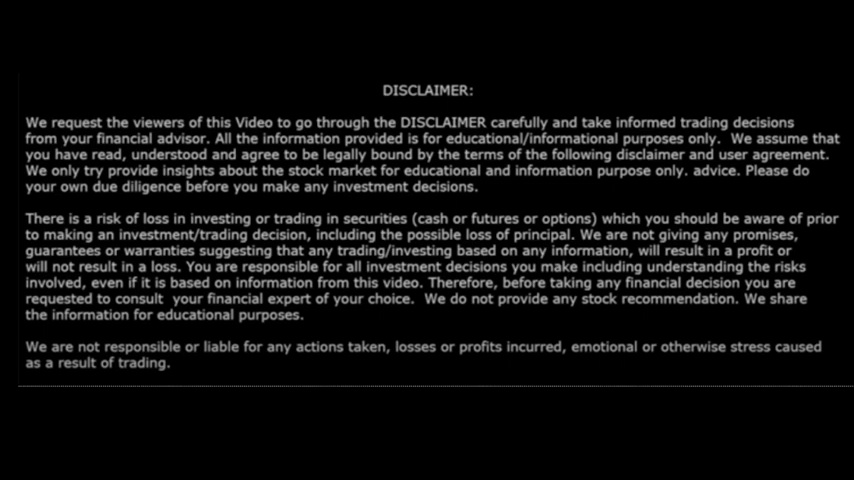 DISCLAIMER:
We request the viewers of this Video to go through the DISCLAIMER carefully and take informed trading decisions
from your financial advisor. All the information provided is for educational/informational purposes only.  We assume that
you have read, understood and agree to be legally bound by the terms of the following disclaimer and user agreement.
We only try provide insights about the stock market for educational and information purpose only. advice. Please do
your own due diligence before you make any investment decisions.
There is a risk of loss in investing or trading in securities (cash or futures or options) which you should be aware of prior
to making an investment/trading decision, including the possible loss of principal. We are not giving any promises,
guarantees or warranties suggesting that any trading/investing based on any information, will result in a profit or
will not result in a loss. You are responsible for all investment decisions you make including understanding the risks
involved, even if it is based on information from this video. Therefore, before taking any financial decision you are
requested to consult  your financial expert of your choice.  We do not provide any stock recommendation. We share
the information for educational purposes.
We are not responsible or liable for any actions taken, losses or profits incurred, emotional or otherwise stress caused
as a result of trading.